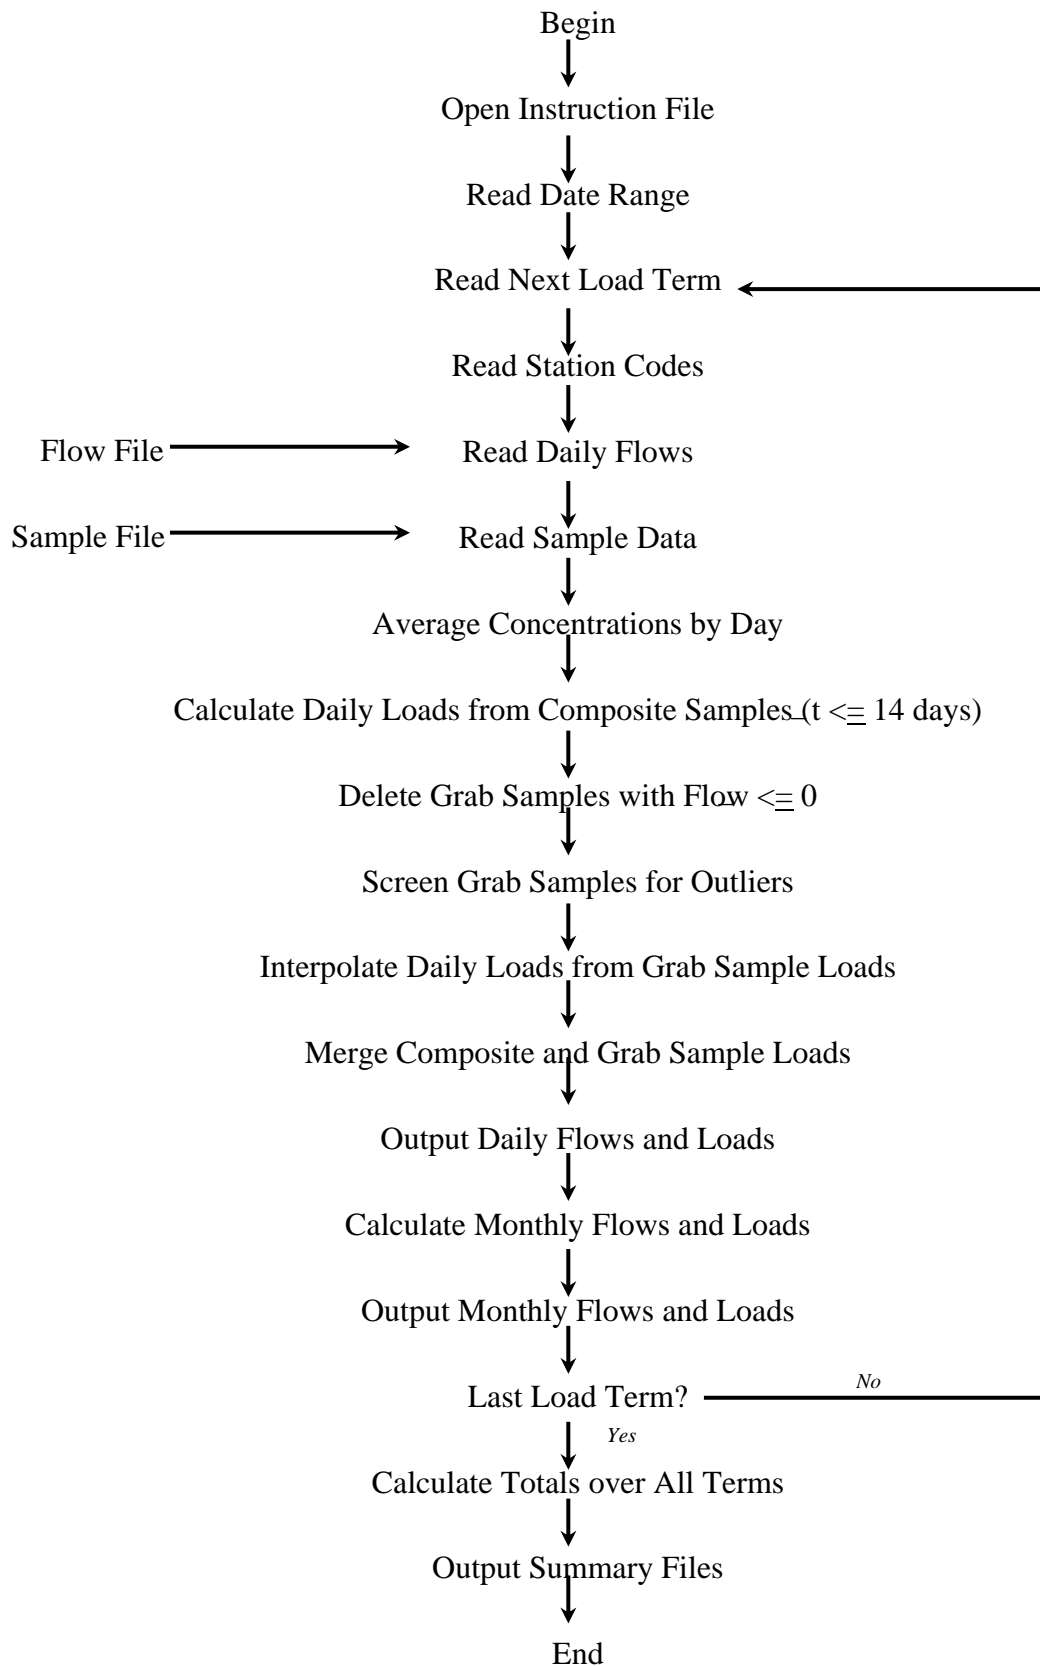 Begin
Open Instruction File
Read Date Range
Read Next Load Term
Read Station Codes
Flow File
Read Daily Flows
Sample File
Read Sample Data
Average Concentrations by Day
Calculate Daily Loads from Composite Samples (t <= 14 days)
Delete Grab Samples with Flow <= 0
Screen Grab Samples for Outliers
Interpolate Daily Loads from Grab Sample Loads
Merge Composite and Grab Sample Loads
Output Daily Flows and Loads
Calculate Monthly Flows and Loads
Output Monthly Flows and Loads
Last Load Term?
No
Yes
Calculate Totals over All Terms
Output Summary Files
End